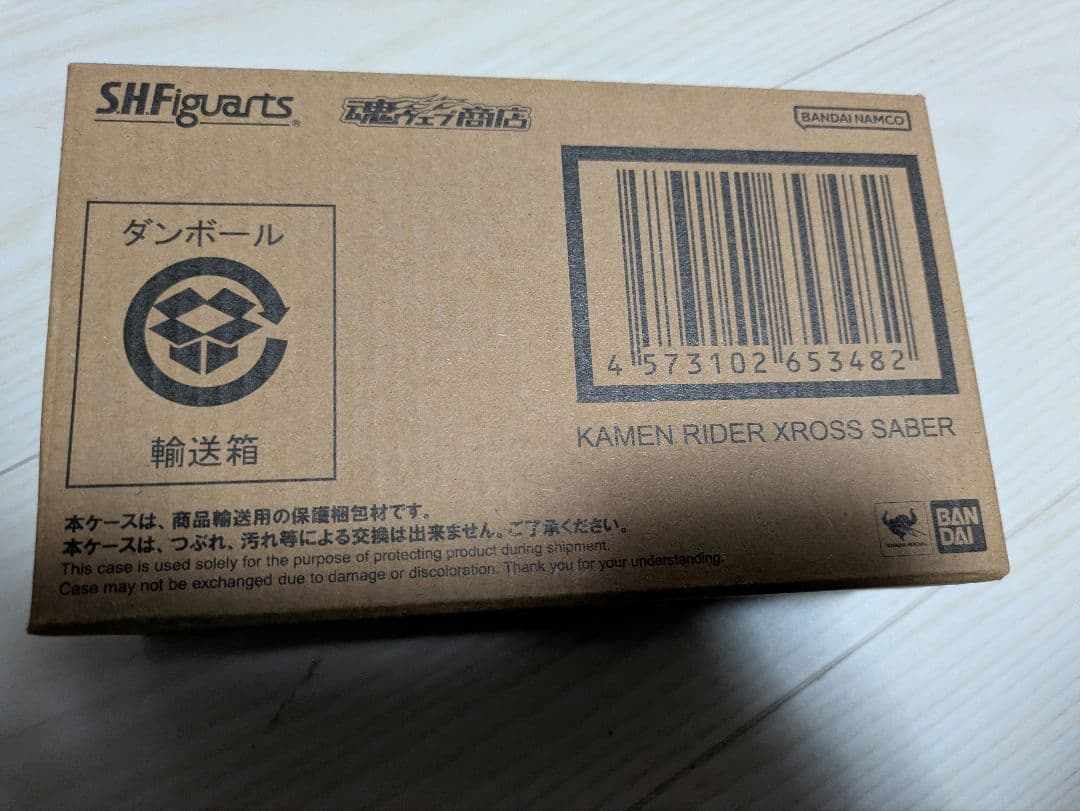 S.H.Figuarts®
魂ウェブ商店
BANDAI NAMCO
ダンボール
輸送箱
4 573102 653482
KAMEN RIDER XROSS SABER
本ケースは、商品輸送用の保護梱包材です。
本ケースは、つぶれ、汚れ等による交換は出来ません。ご了承ください。
This case is used solely for the purpose of protecting product during shipment.
Case may not be exchanged due to damage or discoloration. Thank you for your understanding.
BAN
DAI